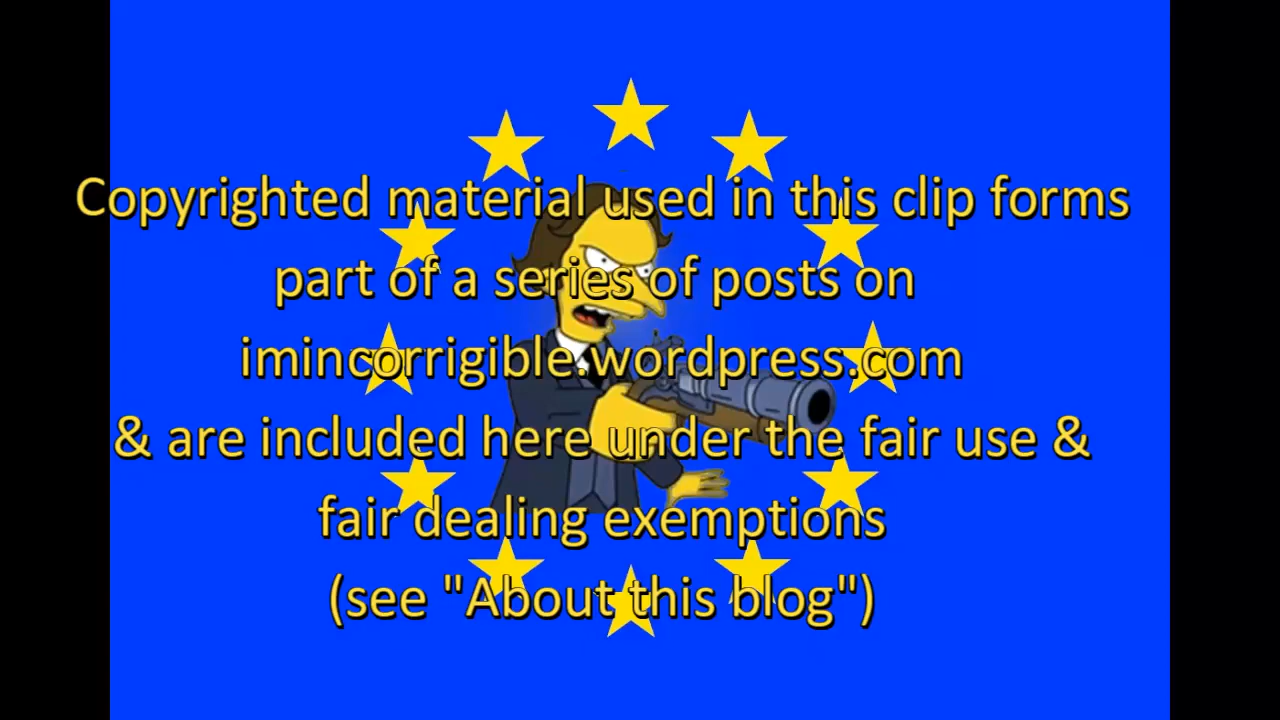 Copyrighted material used in this clip forms
part of a series of posts on
imincorrigible.wordpress.com
& are included here under the fair use &
fair dealing exemptions
(see "About this blog")